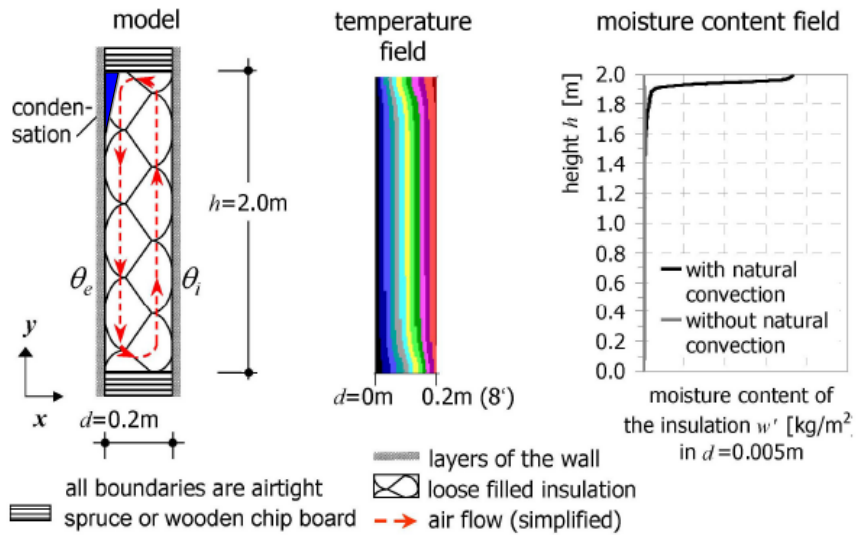 model
conden-
sation
θe
θi
h=2.0m
y
x
d=0.2m
temperature
field
d=0m
0.2m (8')
moisture content field
height h [m]
2.0
1.8
1.6
1.4
1.2
1.0
0.8
0.6
0.4
0.2
0.0
with natural
convection
without natural
convection
moisture content of
the insulation w' [kg/m²]
in d=0.005m
all boundaries are airtight
spruce or wooden chip board
layers of the wall
loose filled insulation
air flow (simplified)